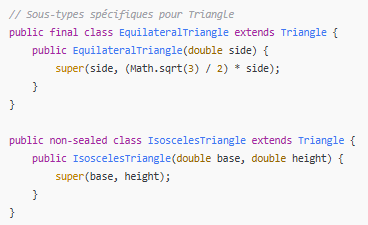 // Sous-types spécifiques pour Triangle
public final class EquilateralTriangle extends Triangle {
    public EquilateralTriangle(double side) {
        super(side, (Math.sqrt(3) / 2) * side);
    }
}

public non-sealed class IsoscelesTriangle extends Triangle {
    public IsoscelesTriangle(double base, double height) {
        super(base, height);
    }
}